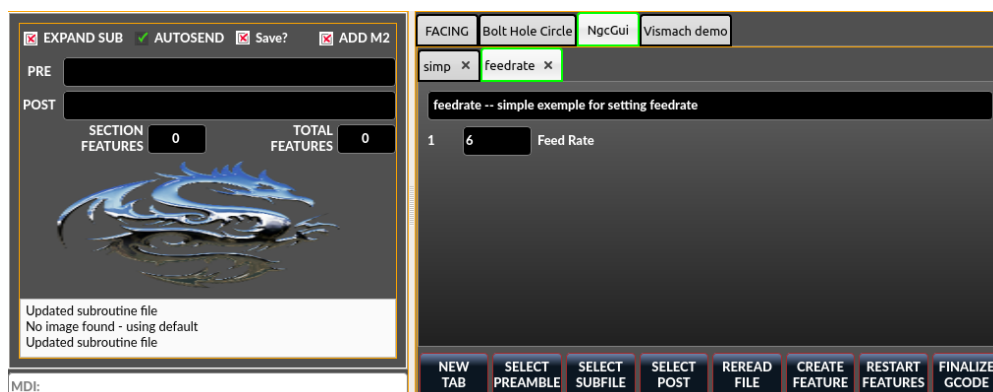 EXPAND SUB AUTOSEND Save? ADD M2
PRE
POST
SECTION FEATURES 0 TOTAL FEATURES 0
Updated subroutine file
No image found - using default
Updated subroutine file
MDI:
FACING Bolt Hole Circle NgcGui Vismach demo
simp feedrate
feedrate -- simple exemple for setting feedrate
1 6 Feed Rate
NEW TAB SELECT PREAMBLE SELECT SUBFILE SELECT POST REREAD FILE CREATE FEATURE RESTART FEATURES FINALIZE GCODE